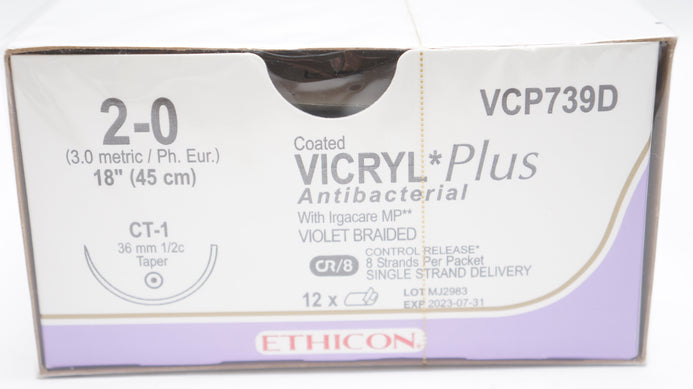 2-0
(3.0 metric / Ph. Eur.)
18" (45 cm)
CT-1
36 mm 1/2c
Taper
VCP739D
Coated
VICRYL* Plus
Antibacterial
With Irgacare MP**
VIOLET BRAIDED
CR/8
CONTROL RELEASE*
8 Strands Per Packet
SINGLE STRAND DELIVERY
12 x
LOT MJ2983
EXP 2023-07-31
ETHICON